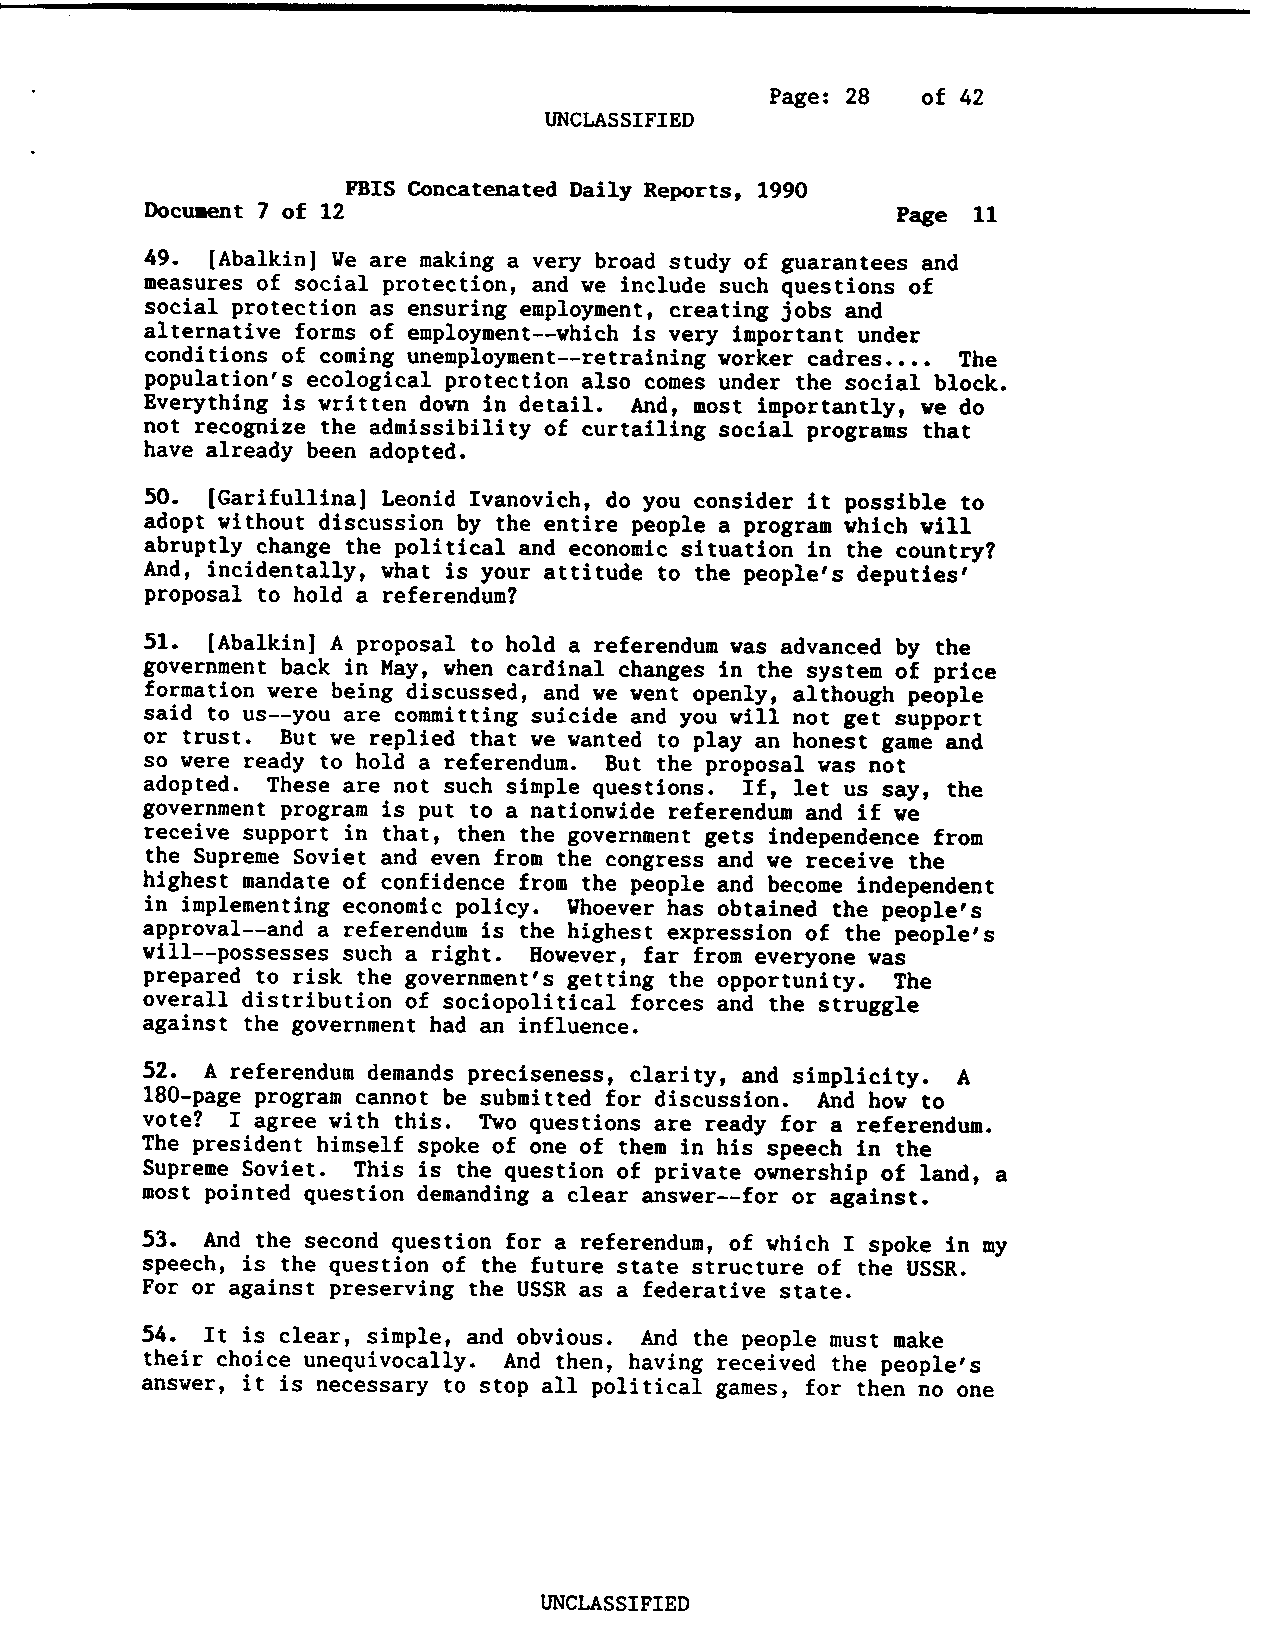 Page: 28 of 42
UNCLASSIFIED
FBIS Concatenated Daily Reports, 1990
Document 7 of 12 Page 11
49. [Abalkin] We are making a very broad study of guarantees and
measures of social protection, and we include such questions of
social protection as ensuring employment, creating jobs and
alternative forms of employment--which is very important under
conditions of coming unemployment--retraining worker cadres.... The
population's ecological protection also comes under the social block.
Everything is written down in detail. And, most importantly, we do
not recognize the admissibility of curtailing social programs that
have already been adopted.
50. [Garifullina] Leonid Ivanovich, do you consider it possible to
adopt without discussion by the entire people a program which will
abruptly change the political and economic situation in the country?
And, incidentally, what is your attitude to the people's deputies'
proposal to hold a referendum?
51. [Abalkin] A proposal to hold a referendum was advanced by the
government back in May, when cardinal changes in the system of price
formation were being discussed, and we went openly, although people
said to us--you are committing suicide and you will not get support
or trust. But we replied that we wanted to play an honest game and
so were ready to hold a referendum. But the proposal was not
adopted. These are not such simple questions. If, let us say, the
government program is put to a nationwide referendum and if we
receive support in that, then the government gets independence from
the Supreme Soviet and even from the congress and we receive the
highest mandate of confidence from the people and become independent
in implementing economic policy. Whoever has obtained the people's
approval--and a referendum is the highest expression of the people's
will--possesses such a right. However, far from everyone was
prepared to risk the government's getting the opportunity. The
overall distribution of sociopolitical forces and the struggle
against the government had an influence.
52. A referendum demands preciseness, clarity, and simplicity. A
180-page program cannot be submitted for discussion. And how to
vote? I agree with this. Two questions are ready for a referendum.
The president himself spoke of one of them in his speech in the
Supreme Soviet. This is the question of private ownership of land, a
most pointed question demanding a clear answer--for or against.
53. And the second question for a referendum, of which I spoke in my
speech, is the question of the future state structure of the USSR.
For or against preserving the USSR as a federative state.
54. It is clear, simple, and obvious. And the people must make
their choice unequivocally. And then, having received the people's
answer, it is necessary to stop all political games, for then no one
UNCLASSIFIED